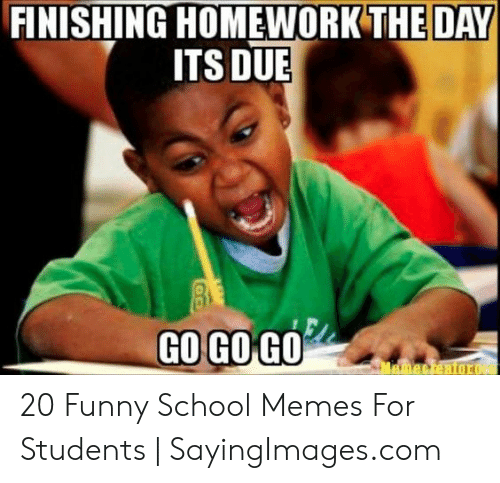 FINISHING HOMEWORK THE DAY
ITS DUE
GO GO GO
20 Funny School Memes For
Students | SayingImages.com